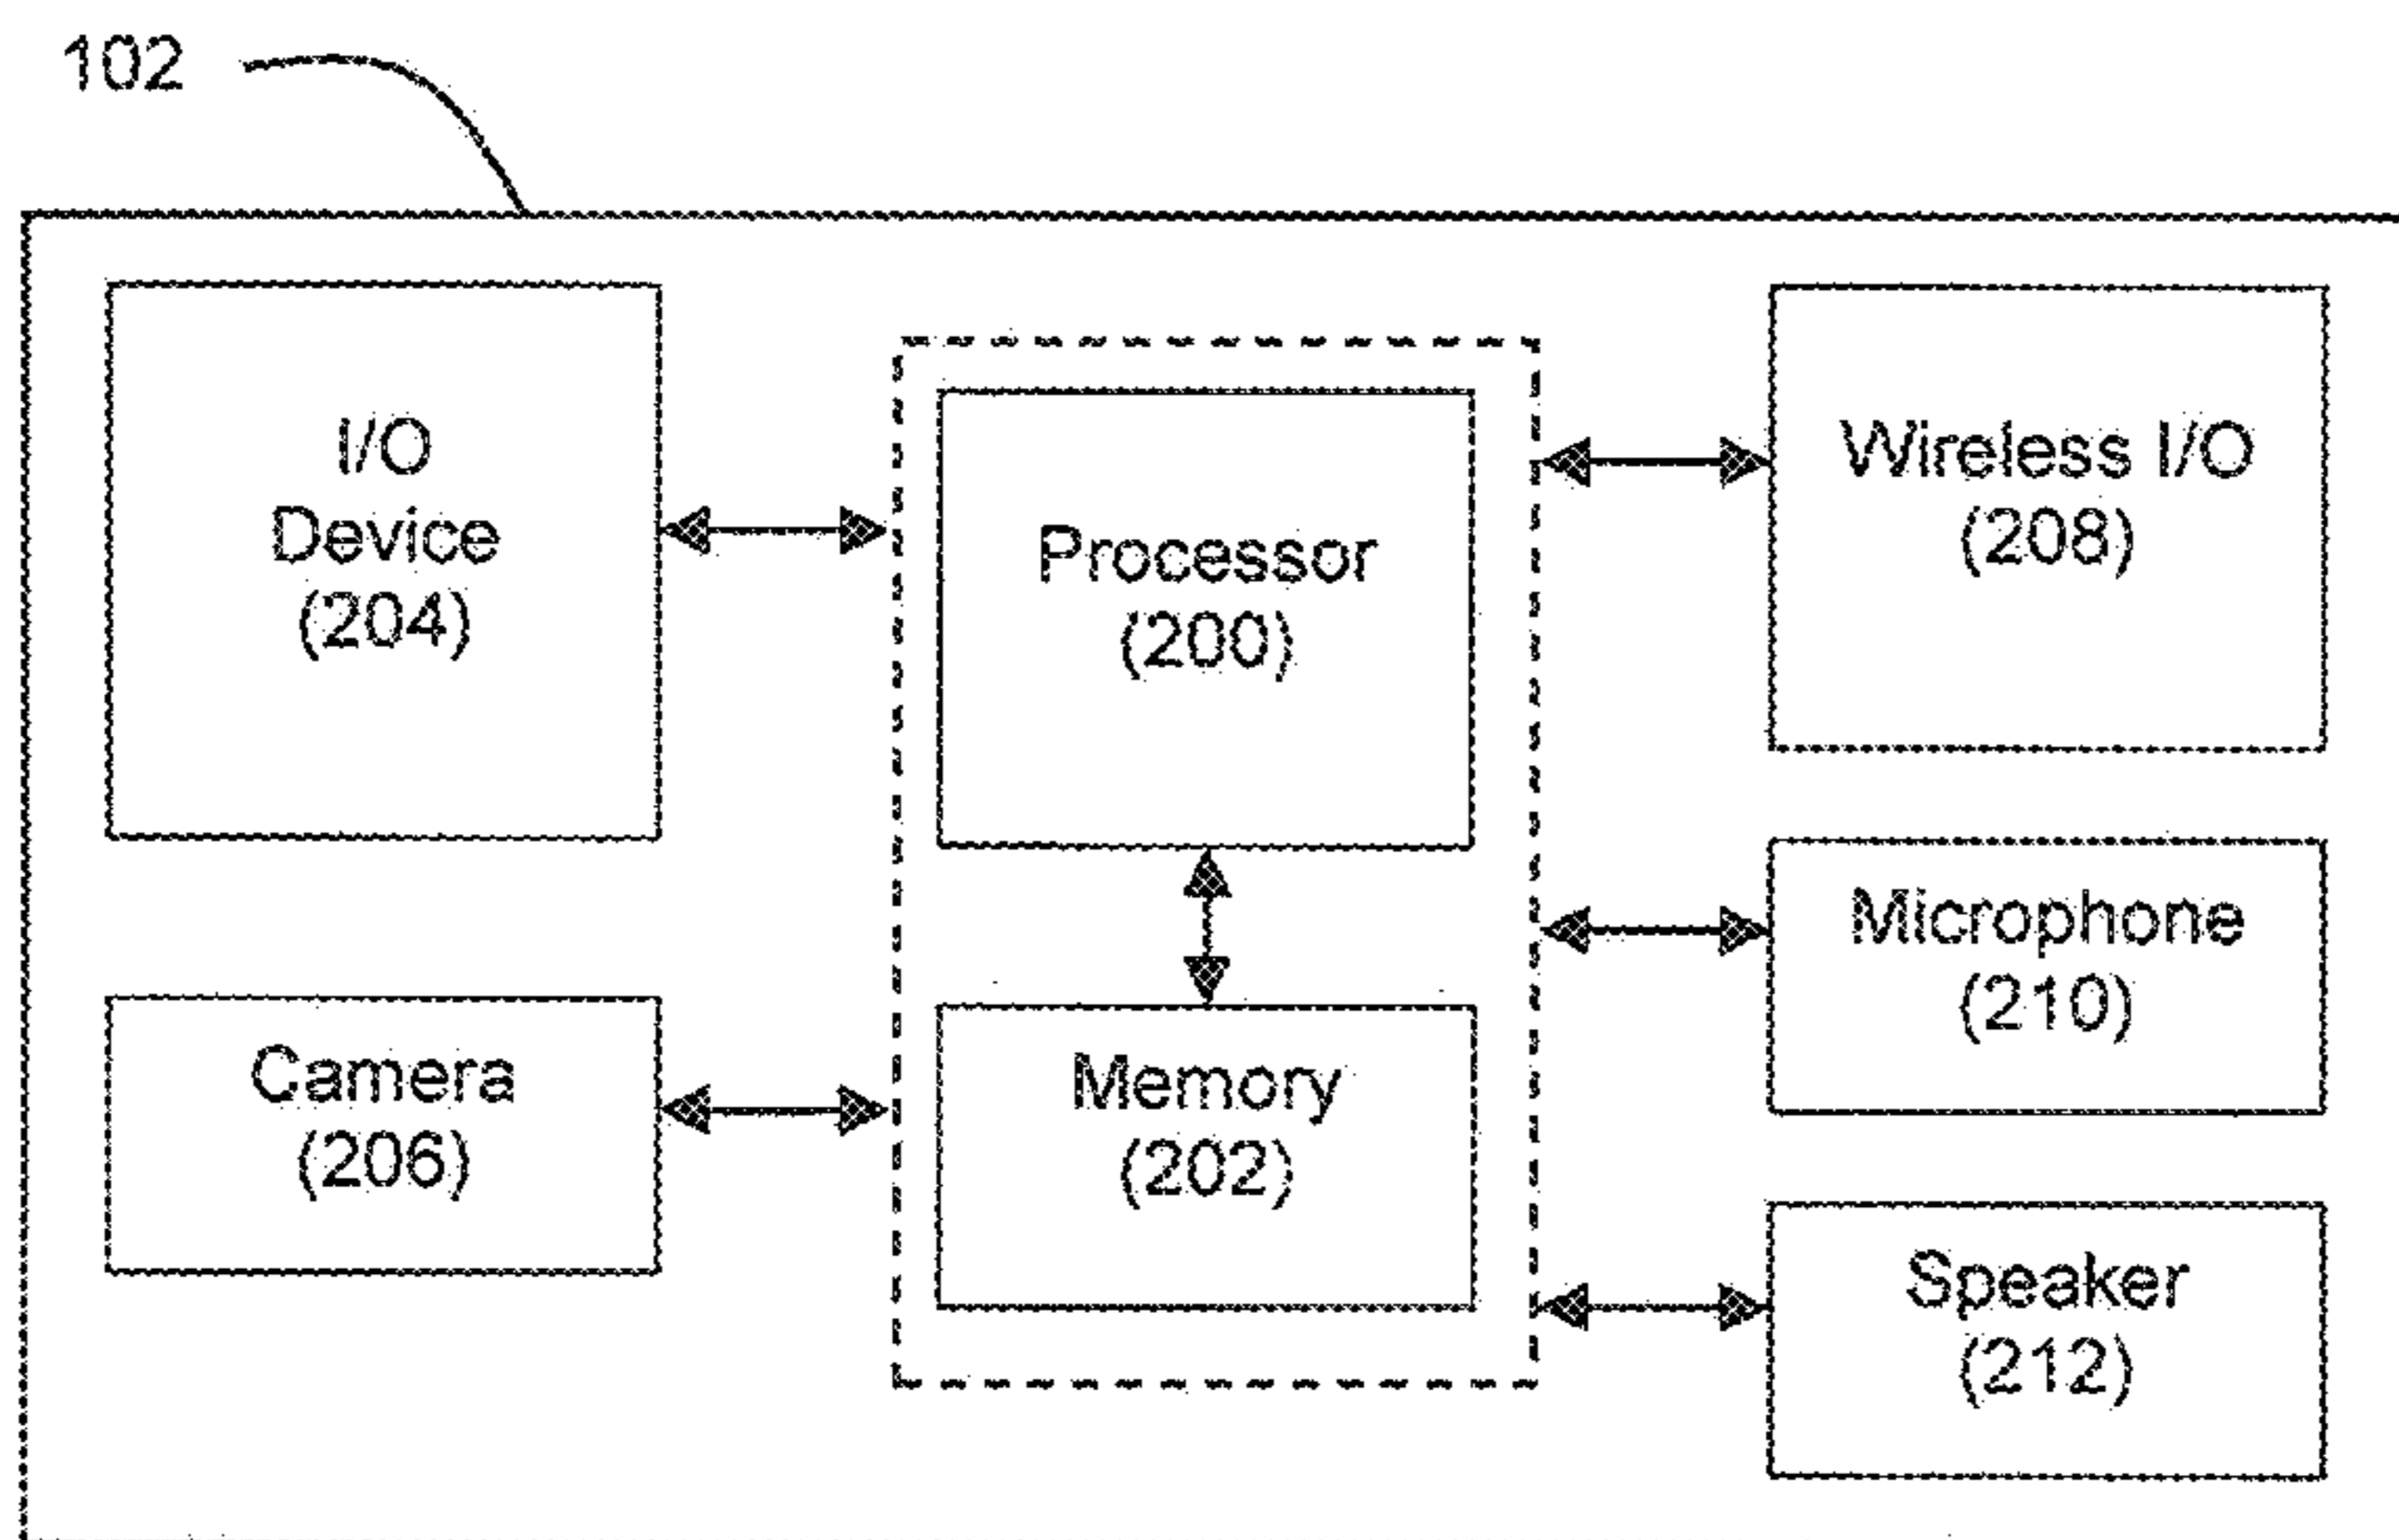 102
I/O
Device
(204)
Processor
(200)
Wireless I/O
(208)
Camera
(206)
Memory
(202)
Microphone
(210)
Speaker
(212)